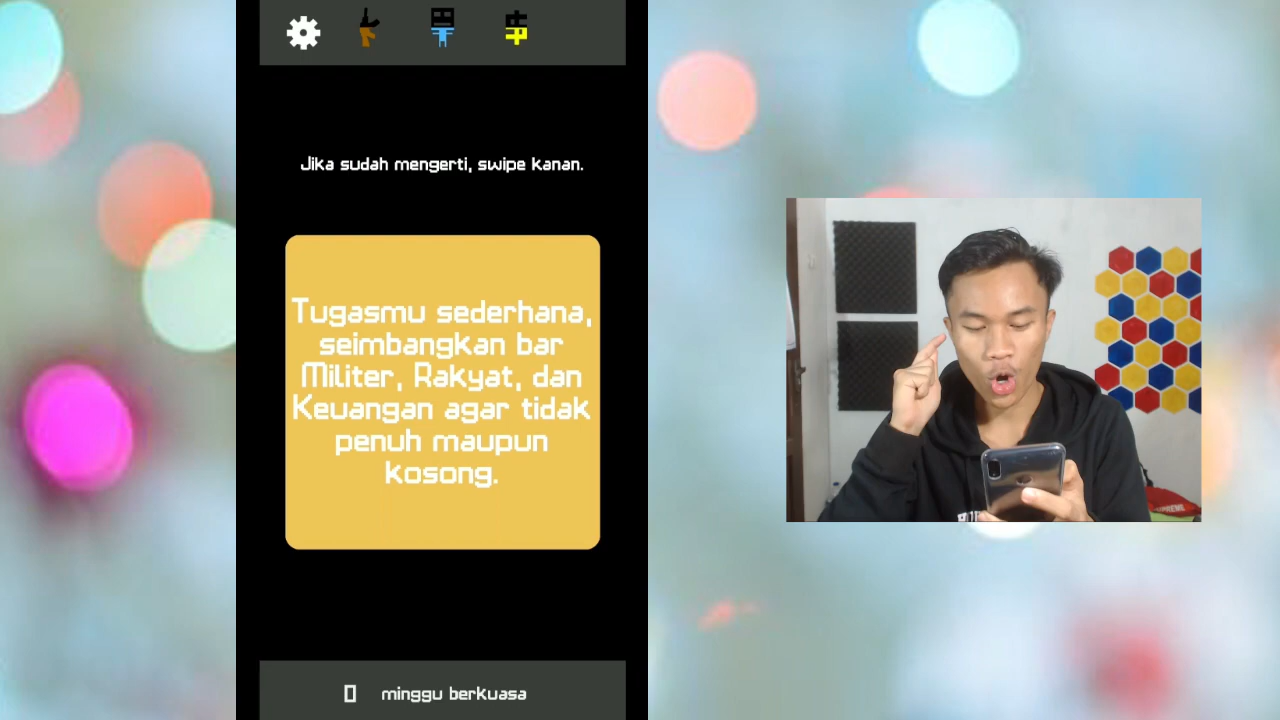 Jika sudah mengerti, swipe kanan.
Tugasmu sederhana,
seimbangkan bar
Militer, Rakyat, dan
Keuangan agar tidak
penuh maupun
kosong.
0 minggu berkuasa
SUPREME